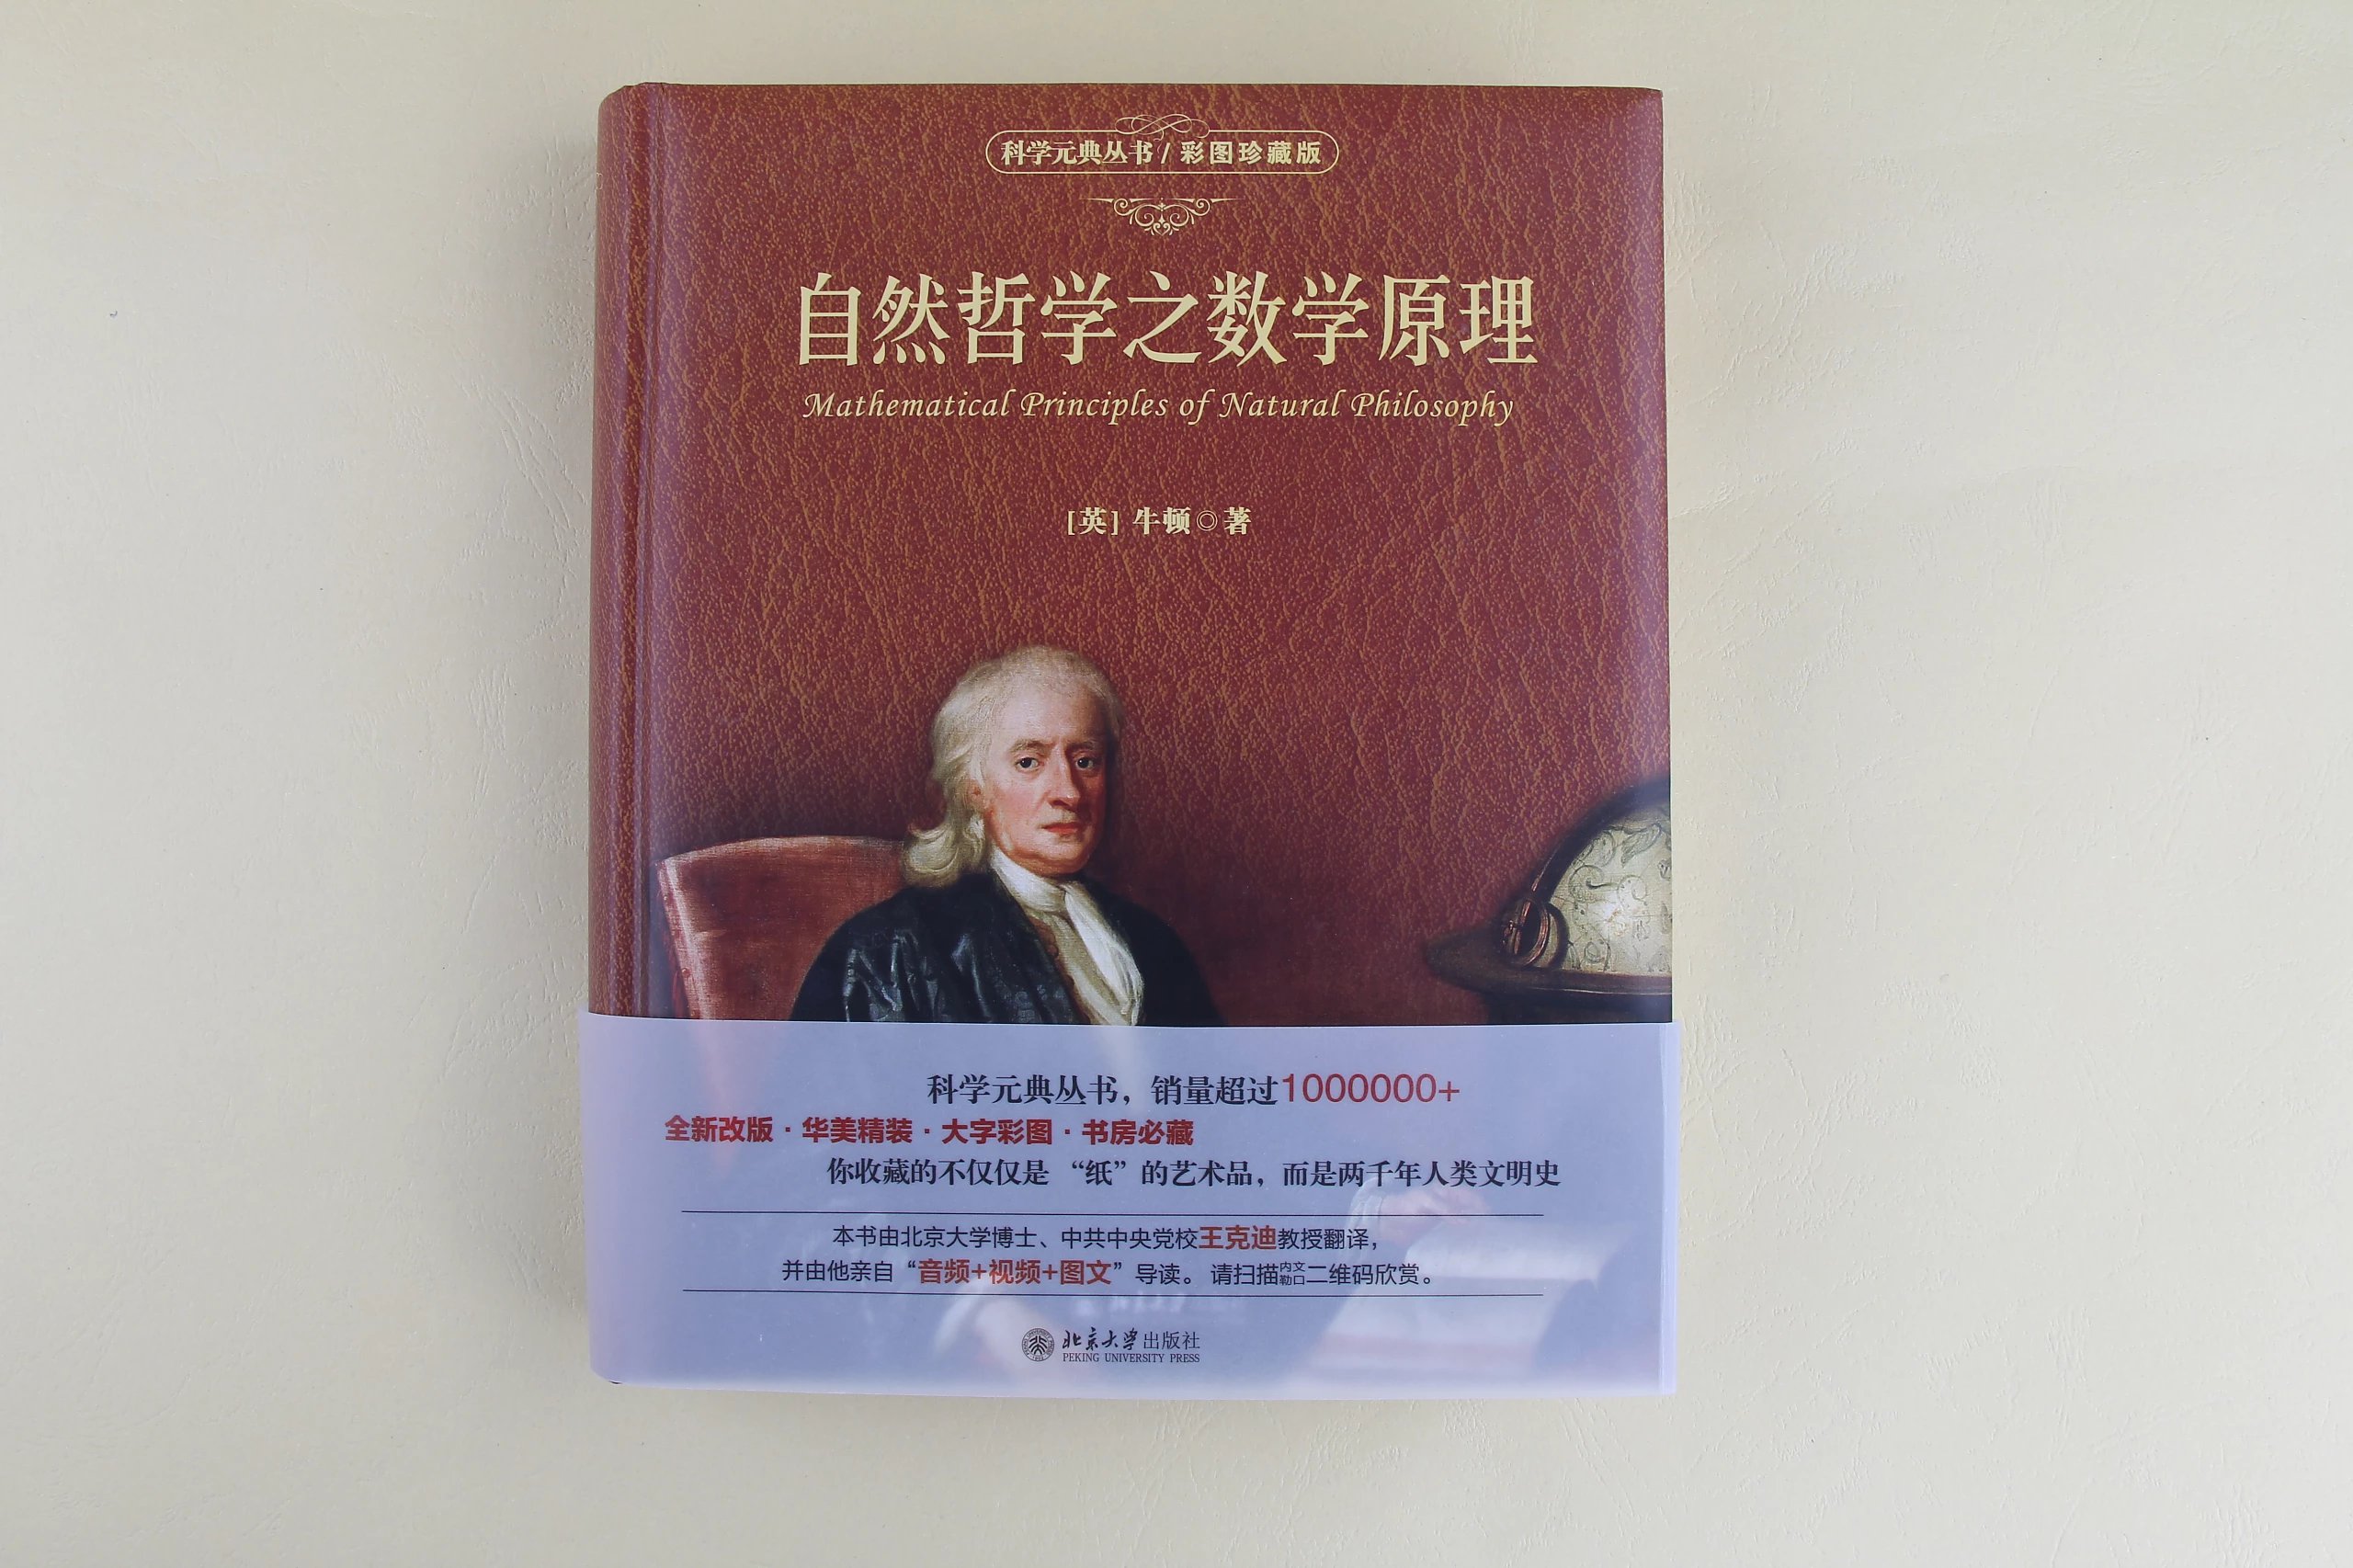 科学元典丛书/彩图珍藏版
自然哲学之数学原理
Mathematical Principles of Natural Philosophy
[英] 牛顿◎著
科学元典丛书，销量超过1000000+
全新改版·华美精装·大字彩图·书房必藏
你收藏的不仅仅是“纸”的艺术品，而是两千年人类文明史
本书由北京大学博士、中共中央党校王克迪教授翻译，
并由他亲自“音频+视频+图文”导读。请扫描内文勒口二维码欣赏。
北京大学出版社
PEKING UNIVERSITY PRESS